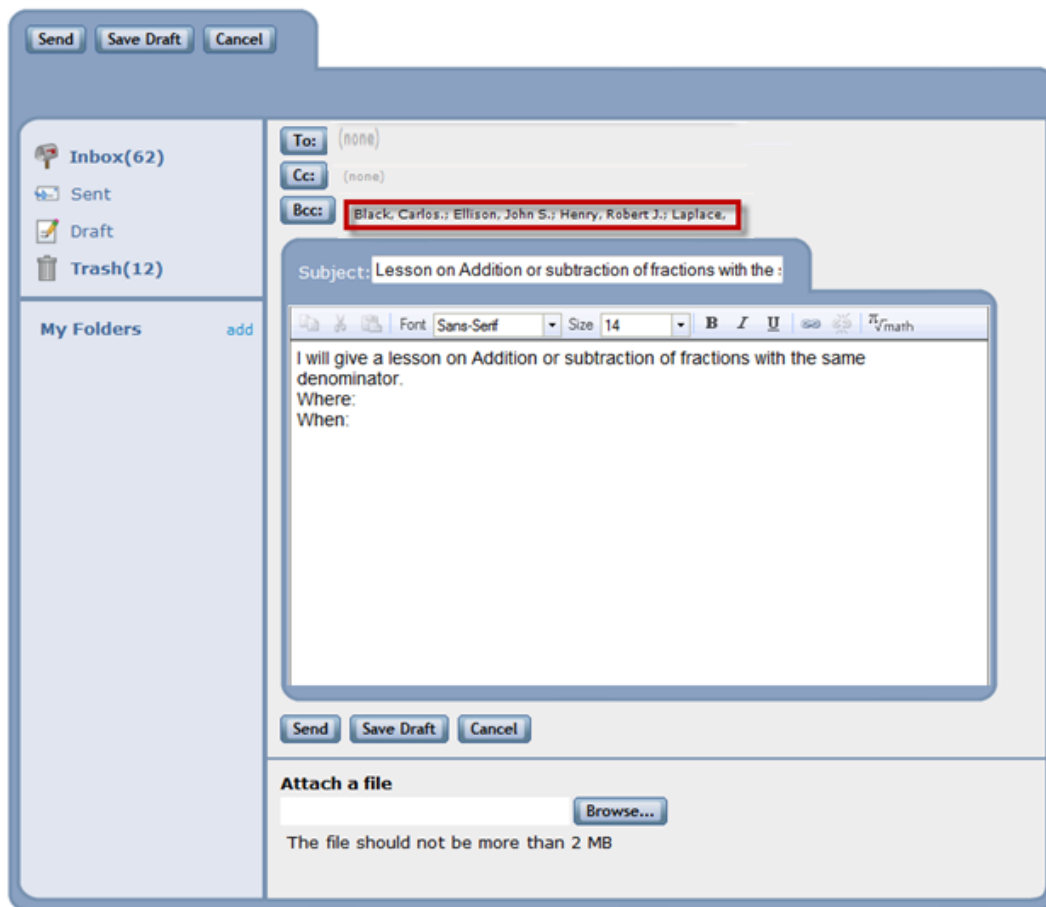 Send Save Draft Cancel
Inbox(62)
Sent
Draft
Trash(12)
My Folders add
To: (none)
Cc: (none)
Bcc: Black, Carlos.; Ellison, John S.; Henry, Robert J.; Laplace,
Subject: Lesson on Addition or subtraction of fractions with the
Font Sans-Serif Size 14 B I U π√math
I will give a lesson on Addition or subtraction of fractions with the same
denominator.
Where:
When:
Send Save Draft Cancel
Attach a file
Browse...
The file should not be more than 2 MB